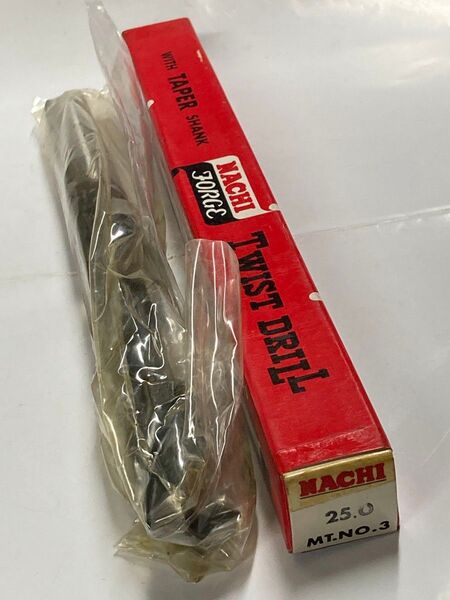 WITH TAPER SHANK
NACHI
FORGE
TWIST DRILL
NACHI
25.0
MT.NO.3